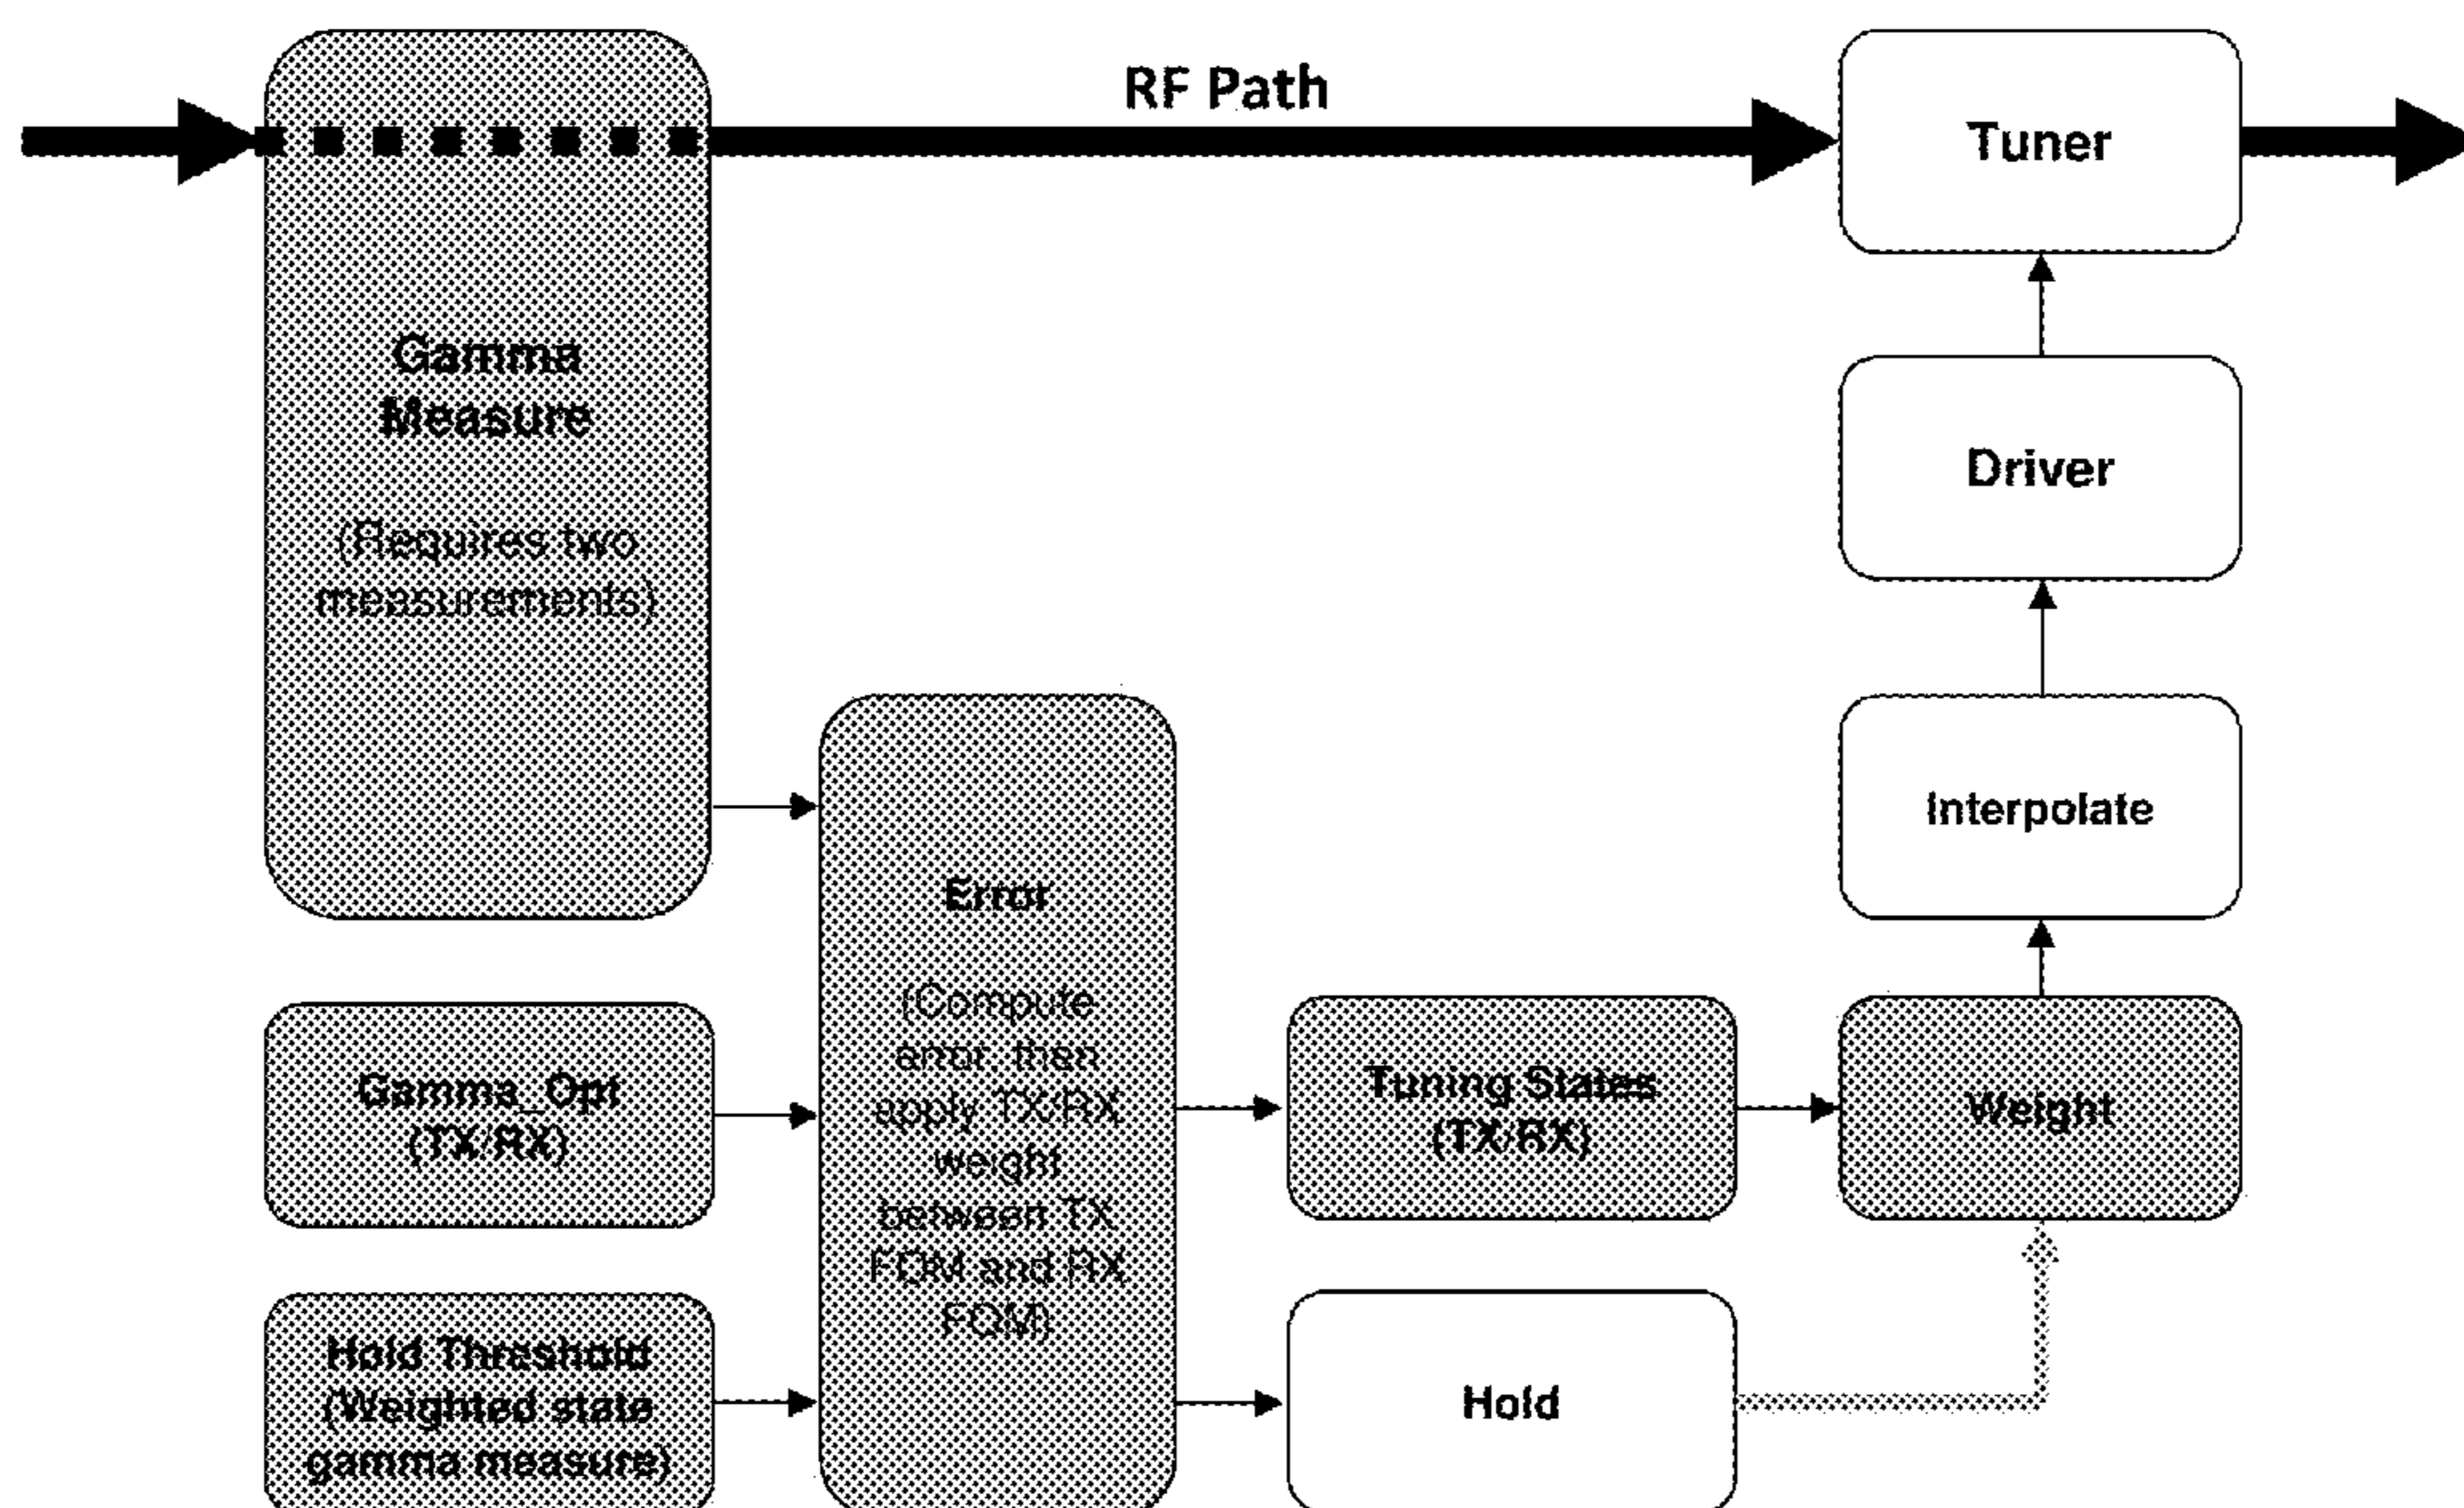 RF Path
Tuner
Gamma
Measure
(Requires two
measurements)
Driver
Interpolate
Error
(Compute
error, then
apply TX/RX
weight
between TX
FOM and RX
FOM)
Gamma_Opt
(TX/RX)
Tuning States
(TX/RX)
Weight
Hold Threshold
(Weighted state
gamma measure)
Hold